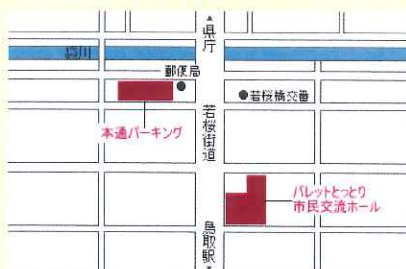 ▲県庁
袋川
郵便局
●若桜橋交番
若桜街道
本通パーキング
パレットとっとり
市民交流ホール
鳥取駅▼